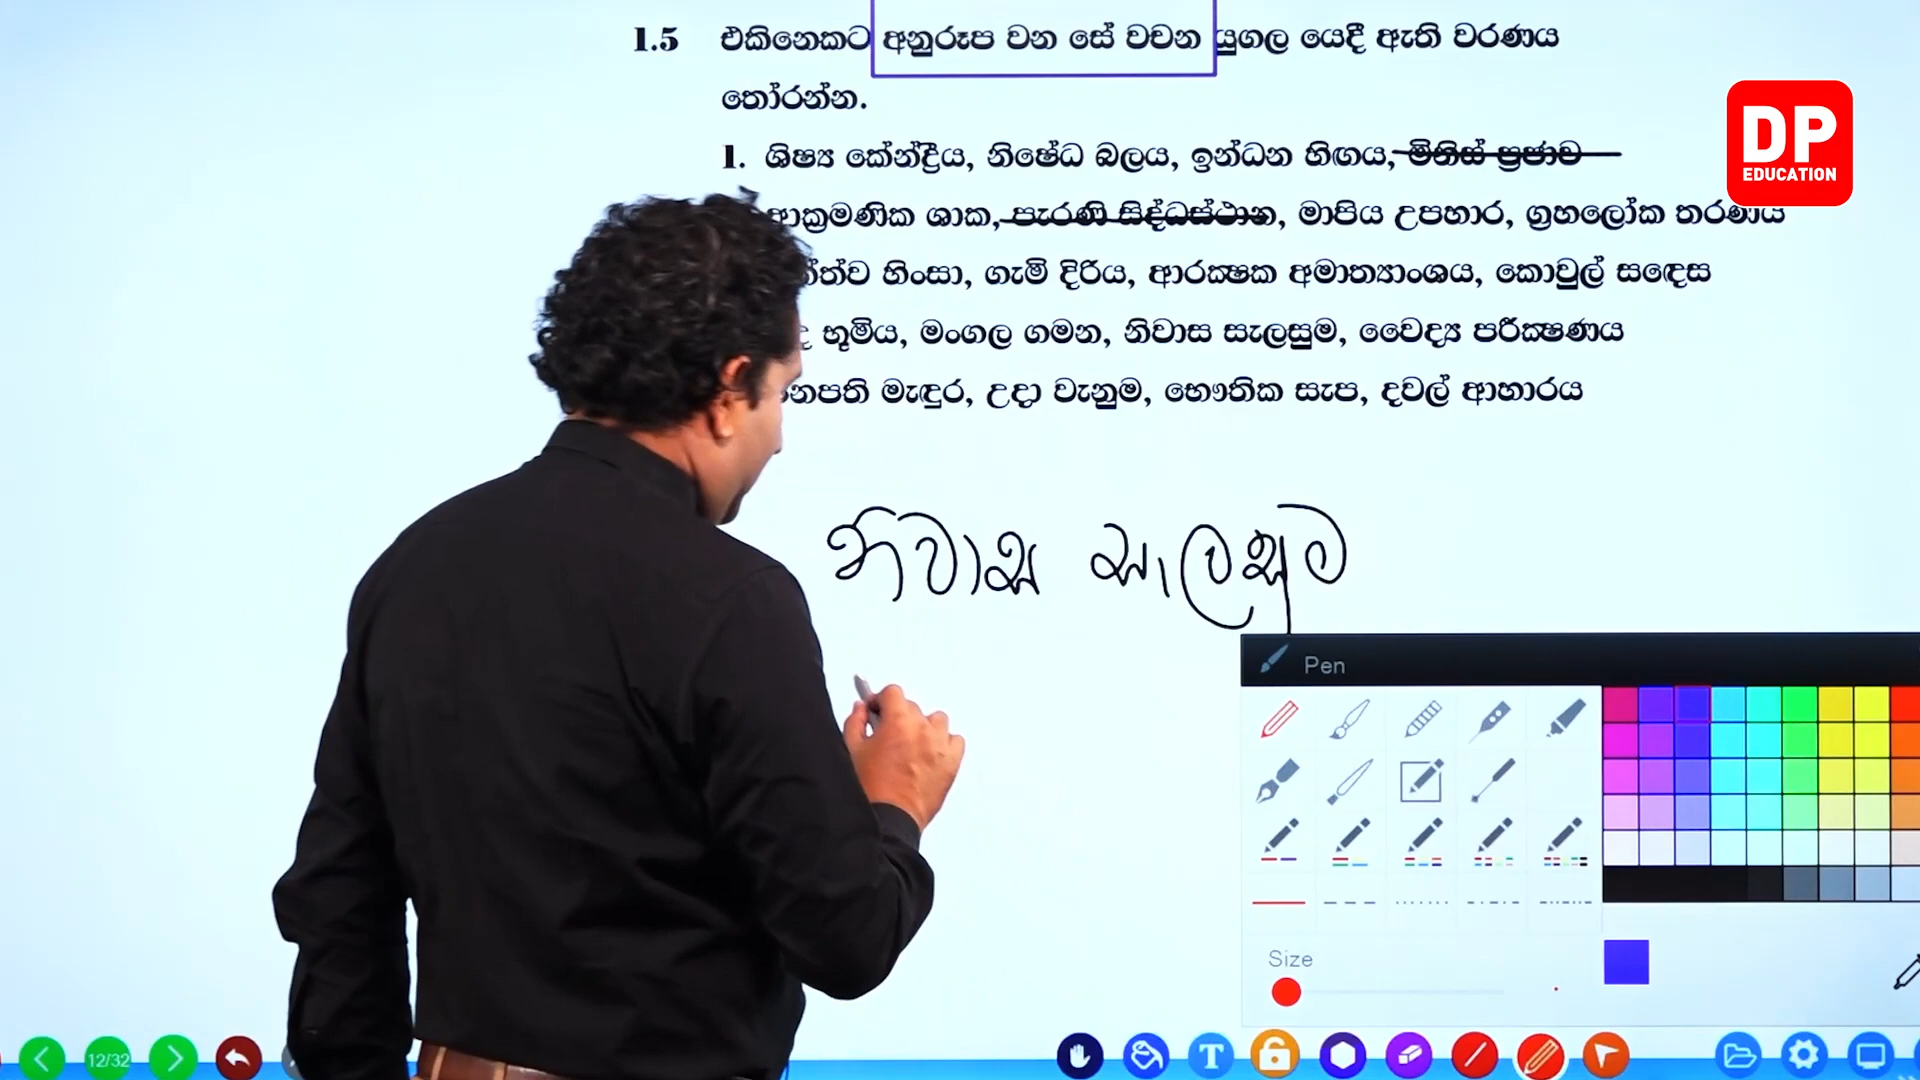 1.5 එකිනෙකට අනුරූප වන සේ වචන යුගල යෙදී ඇති වරණය
තෝරන්න.
1. ශිෂ්‍ය කේන්ද්‍රීය, නිෂේධ බලය, ඉන්ධන හිඟය, මිනිස් ප්‍රජාව
ආක්‍රමණික ශාක, පැරණි සිද්ධස්ථාන, මාපිය උපහාර, ග්‍රහලෝක තරණය
හිංසා, ගැමි දිරිය, ආරක්ෂක අමාත්‍යාංශය, කොවුල් සඳෙස
භූමිය, මංගල ගමන, නිවාස සැලසුම, වෛද්‍ය පරීක්ෂණය
මැඳුර, උදා වැනුම, භෞතික සැප, දවල් ආහාරය
නිවාස සැලසුම
DP
EDUCATION
Pen
Size
12/32
T